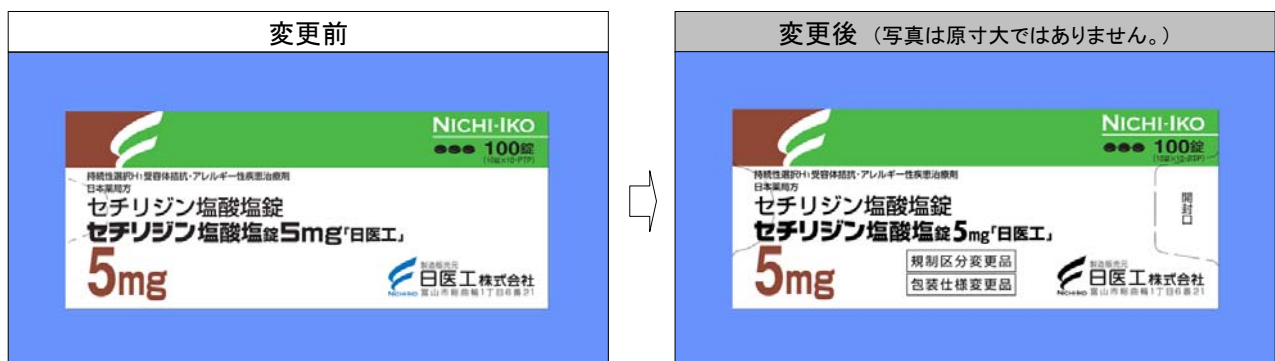 変更前
NICHI-IKO
100錠
(10錠×10・PTP)
持続性選択H1受容体拮抗・アレルギー性疾患治療剤
日本薬局方
セチリジン塩酸塩錠
セチリジン塩酸塩錠5mg「日医工」
5mg
製造販売元
NICHI-IKO
日医工株式会社
富山市総曲輪1丁目6番21
変更後（写真は原寸大ではありません。）
NICHI-IKO
100錠
(10錠×10・PTP)
持続性選択H1受容体拮抗・アレルギー性疾患治療剤
日本薬局方
セチリジン塩酸塩錠
セチリジン塩酸塩錠5mg「日医工」
開封口
5mg
規制区分変更品
包装仕様変更品
製造販売元
NICHI-IKO
日医工株式会社
富山市総曲輪1丁目6番21